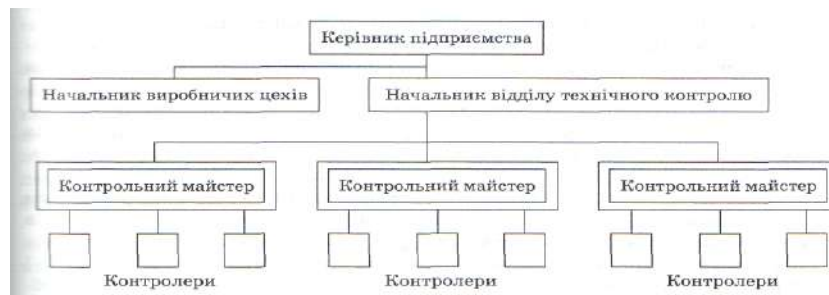 Керівник підприємства
Начальник виробничих цехів
Начальник відділу технічного контролю
Контрольний майстер
Контрольний майстер
Контрольний майстер
Контролери
Контролери
Контролери